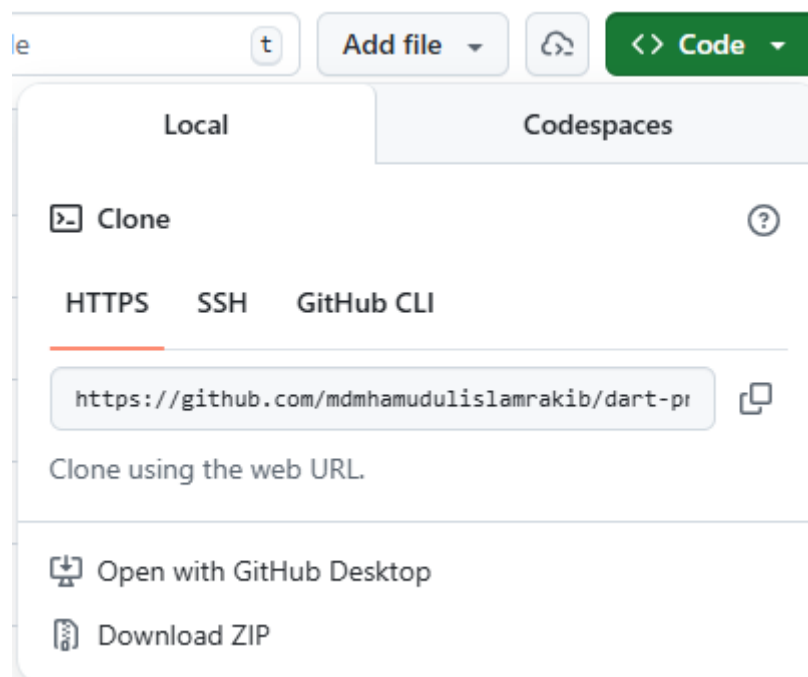 le t Add file <> Code
Local Codespaces
Clone
HTTPS SSH GitHub CLI
https://github.com/mdmhamudulislamrakib/dart-pr
Clone using the web URL.
Open with GitHub Desktop
Download ZIP